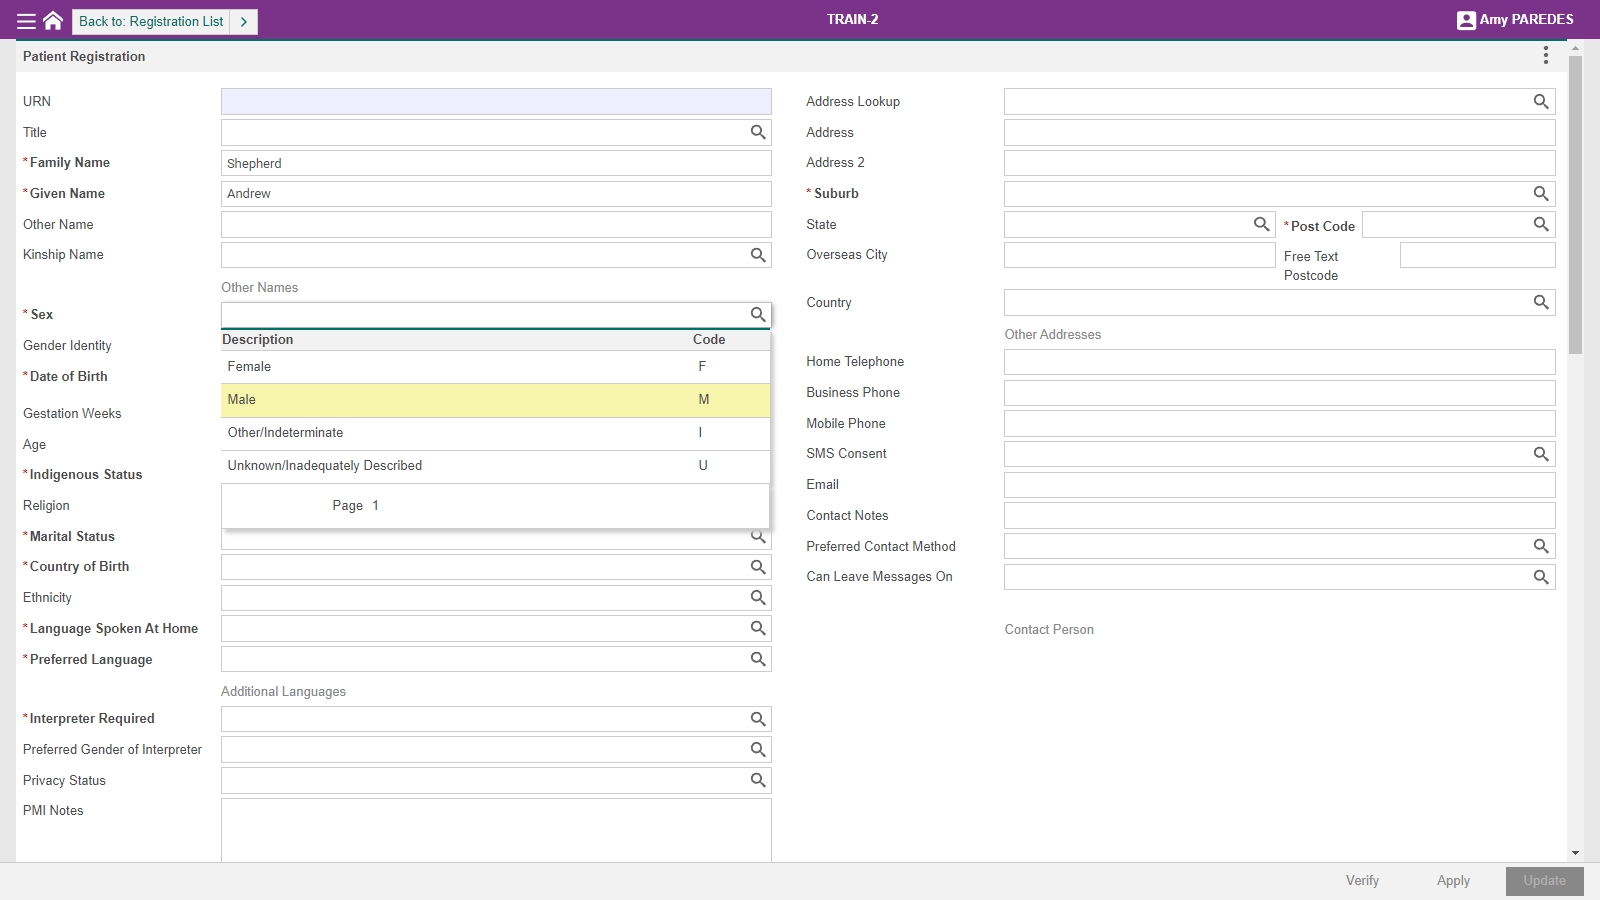 Back to: Registration List
TRAIN-2
Amy PAREDES
Patient Registration
URN
Title
*Family Name
Shepherd
*Given Name
Andrew
Other Name
Kinship Name
Other Names
*Sex
Description Code
Female F
Male M
Other/Indeterminate I
Unknown/Inadequately Described U
Page 1
Gender Identity
*Date of Birth
Gestation Weeks
Age
*Indigenous Status
Religion
*Marital Status
*Country of Birth
Ethnicity
*Language Spoken At Home
*Preferred Language
Additional Languages
*Interpreter Required
Preferred Gender of Interpreter
Privacy Status
PMI Notes
Address Lookup
Address
Address 2
*Suburb
State
*Post Code
Overseas City
Free Text
Postcode
Country
Other Addresses
Home Telephone
Business Phone
Mobile Phone
SMS Consent
Email
Contact Notes
Preferred Contact Method
Can Leave Messages On
Contact Person
Verify
Apply
Update